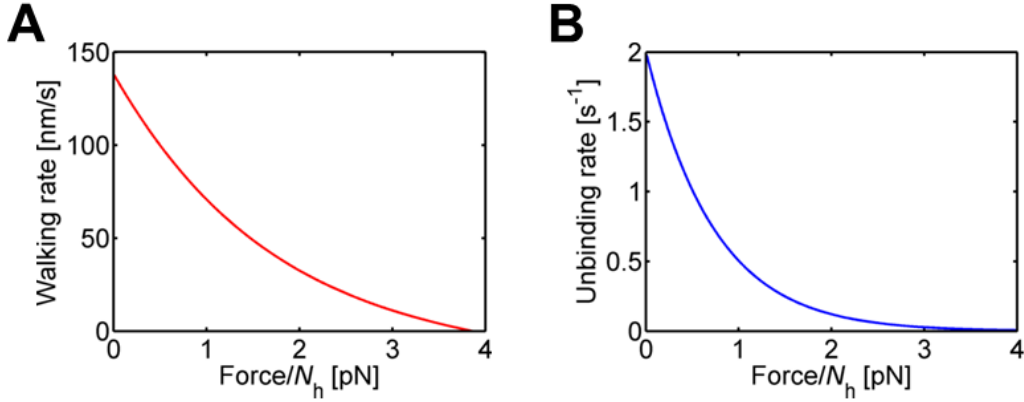 A
Walking rate [nm/s]
150
100
50
0
0 1 2 3 4
Force/Nh [pN]
B
Unbinding rate [s-1]
2
1.5
1
0.5
0
0 1 2 3 4
Force/Nh [pN]